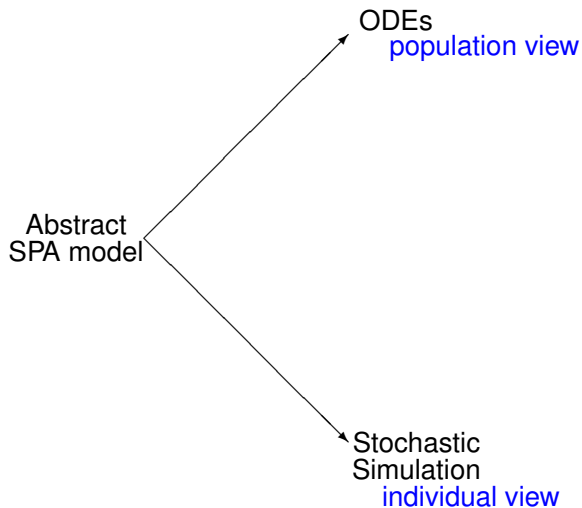 ODEs
population view
Abstract
SPA model
Stochastic
Simulation
individual view